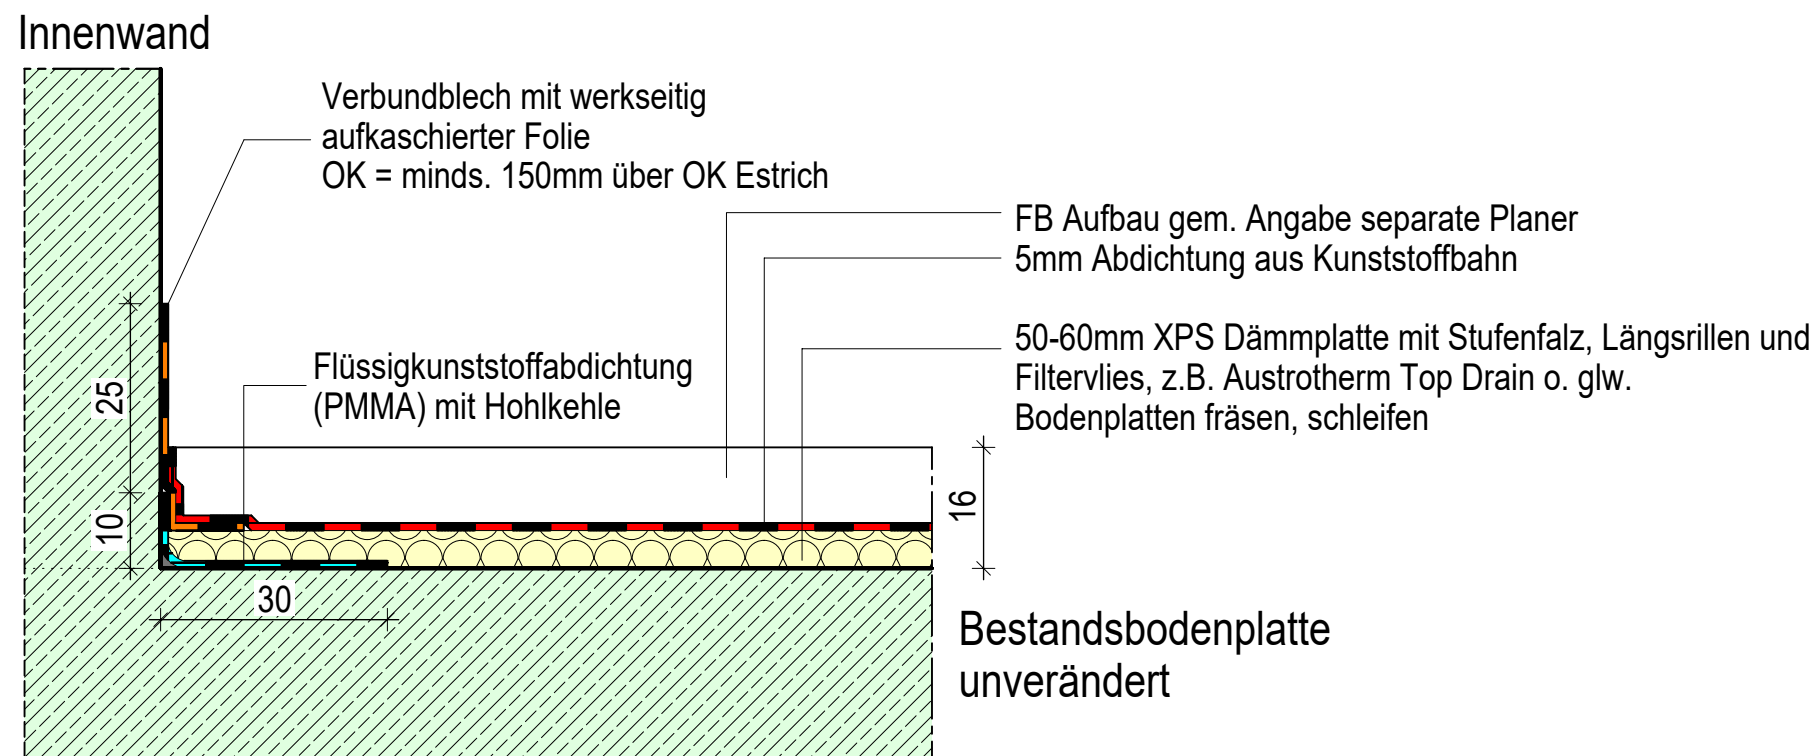 Innenwand
Verbundblech mit werkseitig
aufkaschierter Folie
OK = minds. 150mm über OK Estrich
FB Aufbau gem. Angabe separate Planer
5mm Abdichtung aus Kunststoffbahn
50-60mm XPS Dämmplatte mit Stufenfalz, Längsrillen und
Filtervlies, z.B. Austrotherm Top Drain o. glw.
Bodenplatten fräsen, schleifen
Flüssigkunststoffabdichtung
(PMMA) mit Hohlkehle
25
10
16
30
Bestandsbodenplatte
unverändert